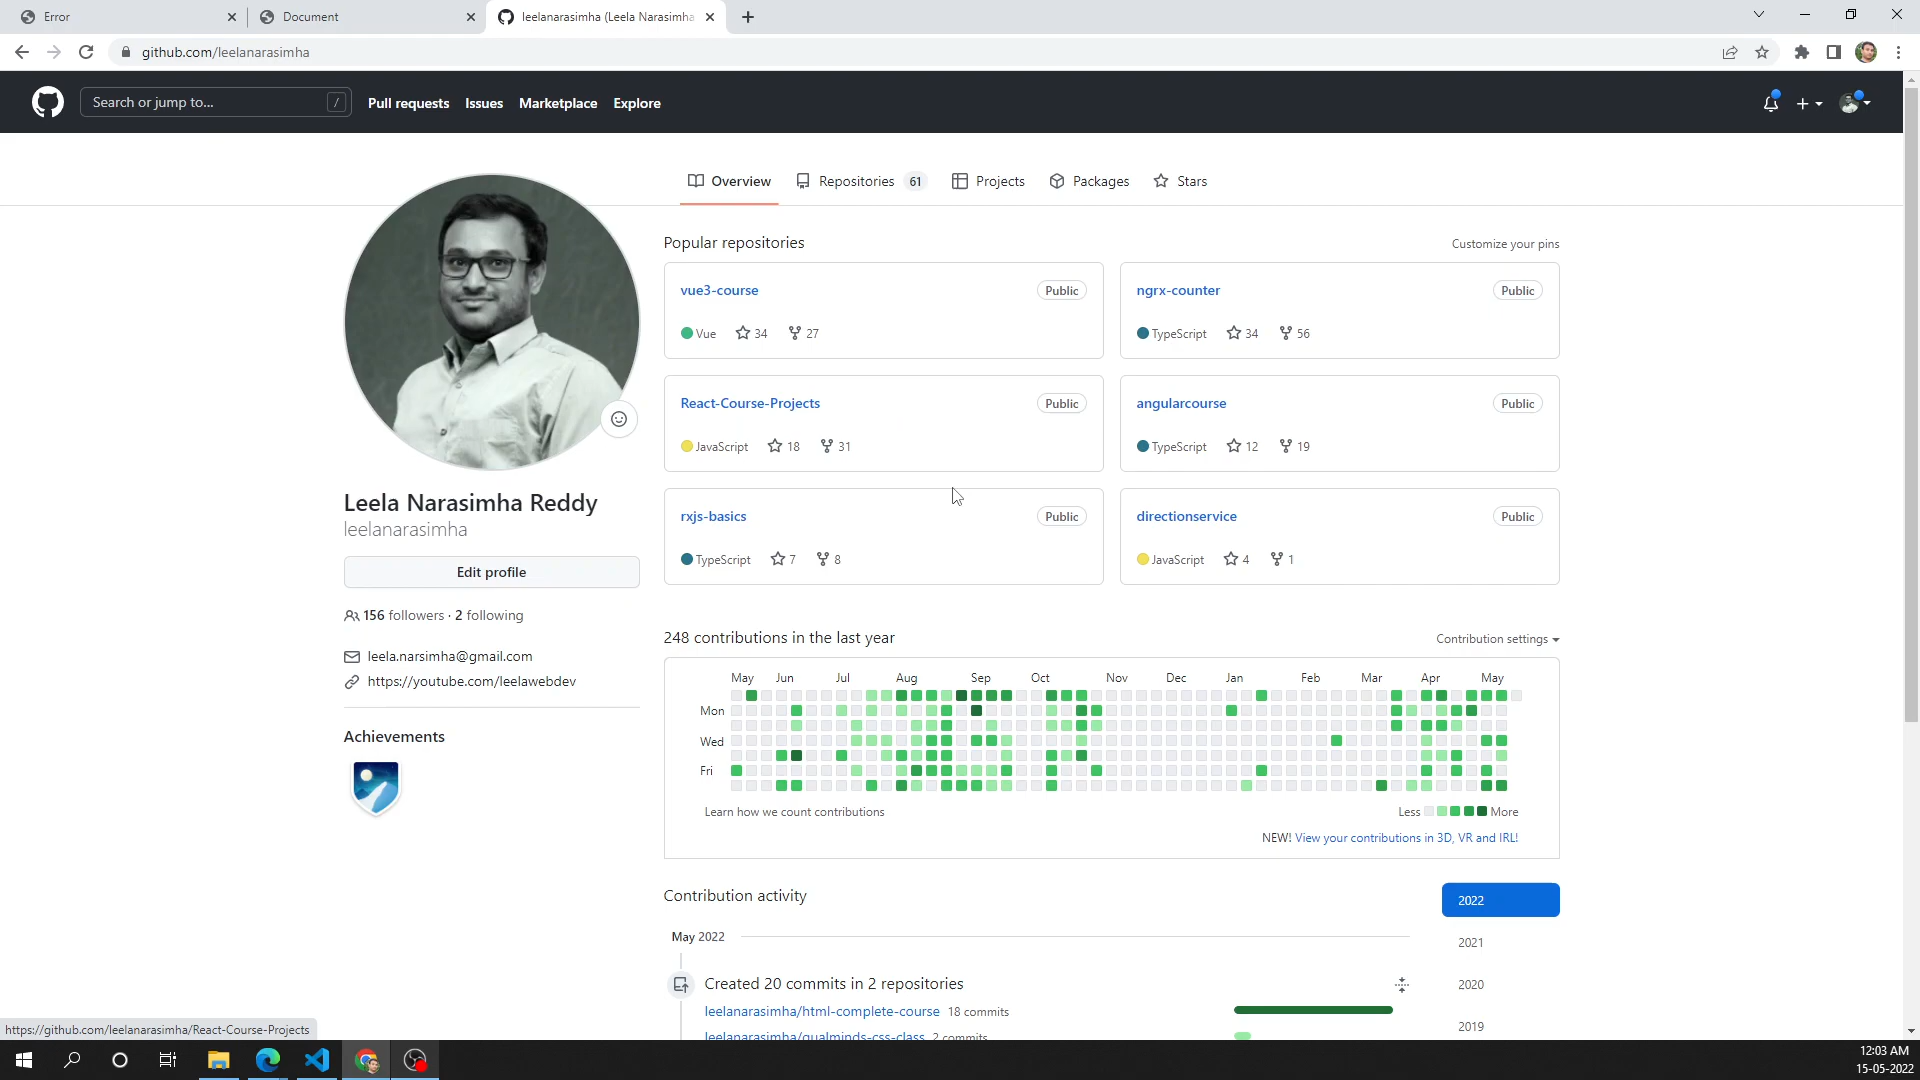 Error
Document
leelanarasimha (Leela Narasimha
github.com/leelanarasimha
Search or jump to... /
Pull requests
Issues
Marketplace
Explore
Overview
Repositories 61
Projects
Packages
Stars
Popular repositories
Customize your pins
vue3-course Public
Vue 34 27
ngrx-counter Public
TypeScript 34 56
React-Course-Projects Public
JavaScript 18 31
angularcourse Public
TypeScript 12 19
rxjs-basics Public
TypeScript 7 8
directionservice Public
JavaScript 4 1
Leela Narasimha Reddy
leelanarasimha
Edit profile
156 followers · 2 following
leela.narsimha@gmail.com
https://youtube.com/leelawebdev
Achievements
248 contributions in the last year
Contribution settings
May Jun Jul Aug Sep Oct Nov Dec Jan Feb Mar Apr May
Mon
Wed
Fri
Learn how we count contributions
Less More
NEW! View your contributions in 3D, VR and IRL!
Contribution activity
2022
2021
2020
2019
May 2022
Created 20 commits in 2 repositories
leelanarasimha/html-complete-course 18 commits
leelanarasimha/qualminds-css-class 2 commits
https://github.com/leelanarasimha/React-Course-Projects
12:03 AM
15-05-2022